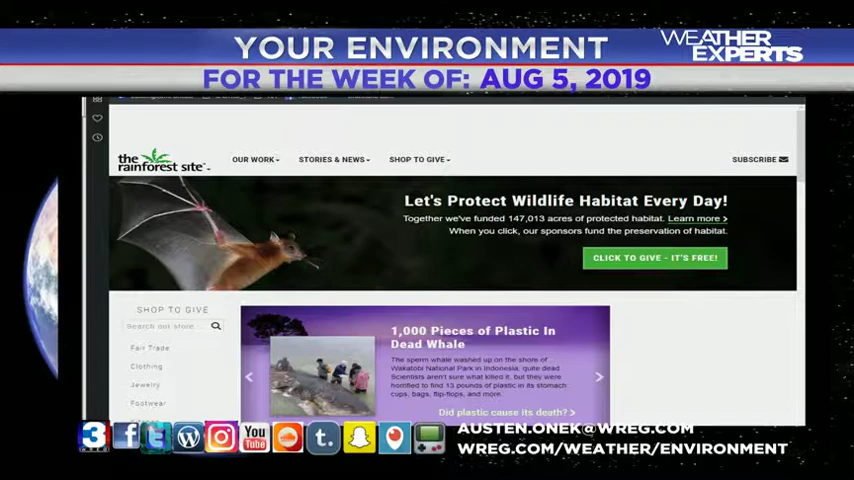 YOUR ENVIRONMENT
WEATHER
EXPERTS
FOR THE WEEK OF: AUG 5, 2019
the
rainforest site
OUR WORK
STORIES & NEWS
SHOP TO GIVE
SUBSCRIBE
Let's Protect Wildlife Habitat Every Day!
Together we've funded 147,013 acres of protected habitat. Learn more >
When you click, our sponsors fund the preservation of habitat.
CLICK TO GIVE - IT'S FREE!
SHOP TO GIVE
Search our store...
Fair Trade
Clothing
Jewelry
Footwear
1,000 Pieces of Plastic In
Dead Whale
The sperm whale washed up on the shore of
Wakatobi National Park in Indonesia, quite dead
Scientists aren't sure what killed it, but they were
horrified to find 13 pounds of plastic in its stomach
cups, bags, flip-flops, and more
Did plastic cause its death? >
3
WREG
f
t
W
You
Tube
t.
AUSTEN.ONEK@WREG.COM
WREG.COM/WEATHER/ENVIRONMENT